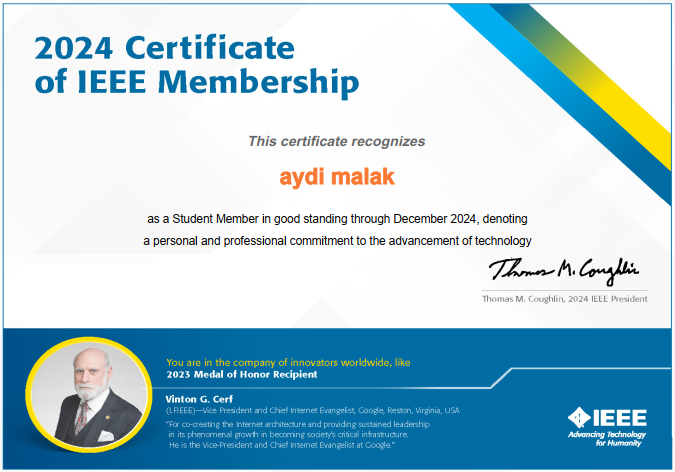 2024 Certificate
of IEEE Membership
This certificate recognizes
aydi malak
as a Student Member in good standing through December 2024, denoting
a personal and professional commitment to the advancement of technology
Thomas M. Coughlin
Thomas M. Coughlin, 2024 IEEE President
You are in the company of innovators worldwide, like
2023 Medal of Honor Recipient
Vinton G. Cerf
(LFIEEE)—Vice President and Chief Internet Evangelist, Google, Reston, Virginia, USA
"For co-creating the Internet architecture and providing sustained leadership
in its phenomenal growth in becoming society's critical infrastructure.
He is the Vice-President and Chief Internet Evangelist at Google."
IEEE
Advancing Technology
for Humanity